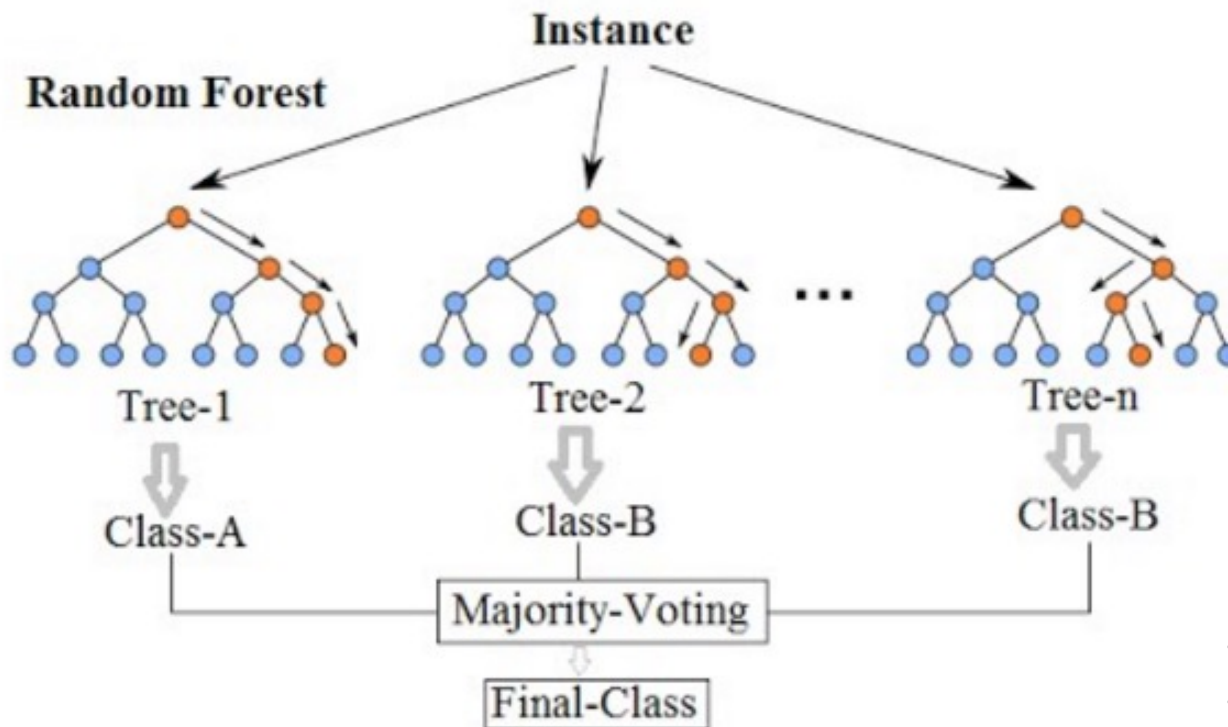 Instance
Random Forest
...
Tree-1
Tree-2
Tree-n
Class-A
Class-B
Class-B
Majority-Voting
Final-Class